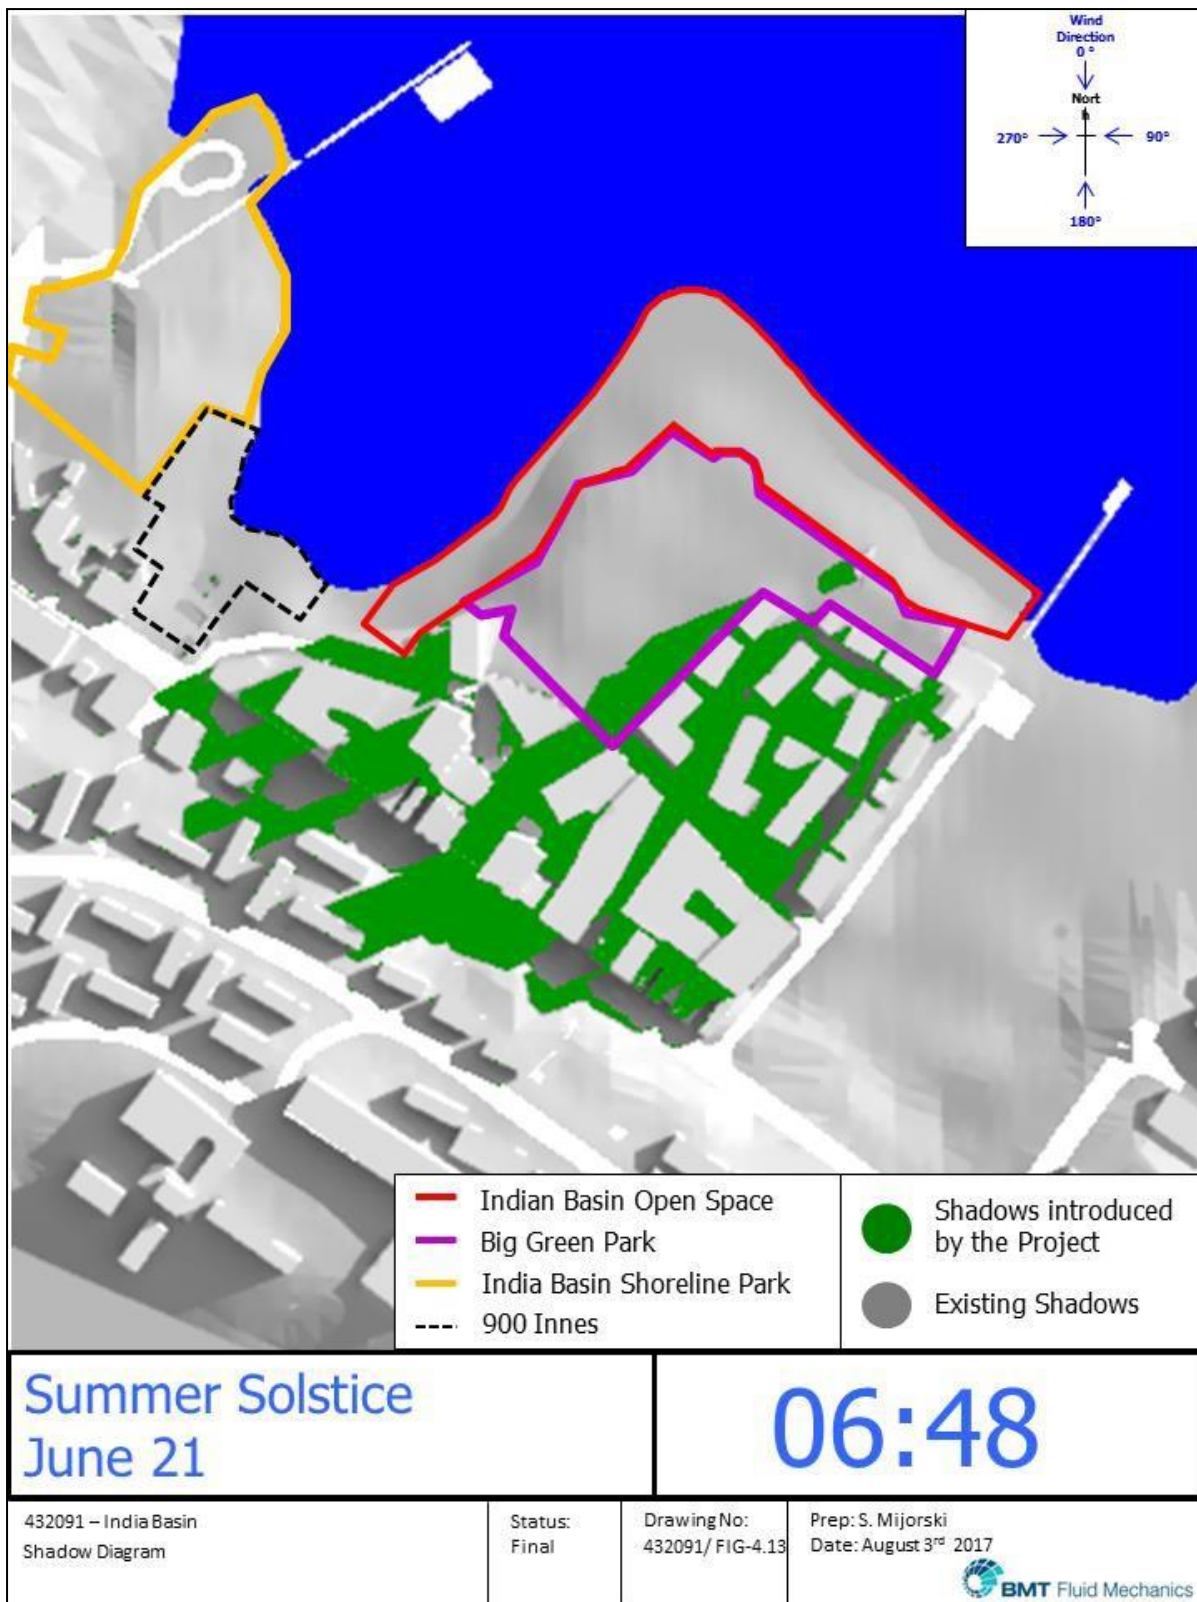 Wind
Direction
0 °
Nort
h
270°
90°
180°
Indian Basin Open Space
Big Green Park
India Basin Shoreline Park
900 Innes
Shadows introduced
by the Project
Existing Shadows
Summer Solstice
June 21
06:48
432091 – India Basin
Shadow Diagram
Status:
Final
Drawing No:
432091/ FIG-4.13
Prep: S. Mijorski
Date: August 3rd 2017
BMT Fluid Mechanics